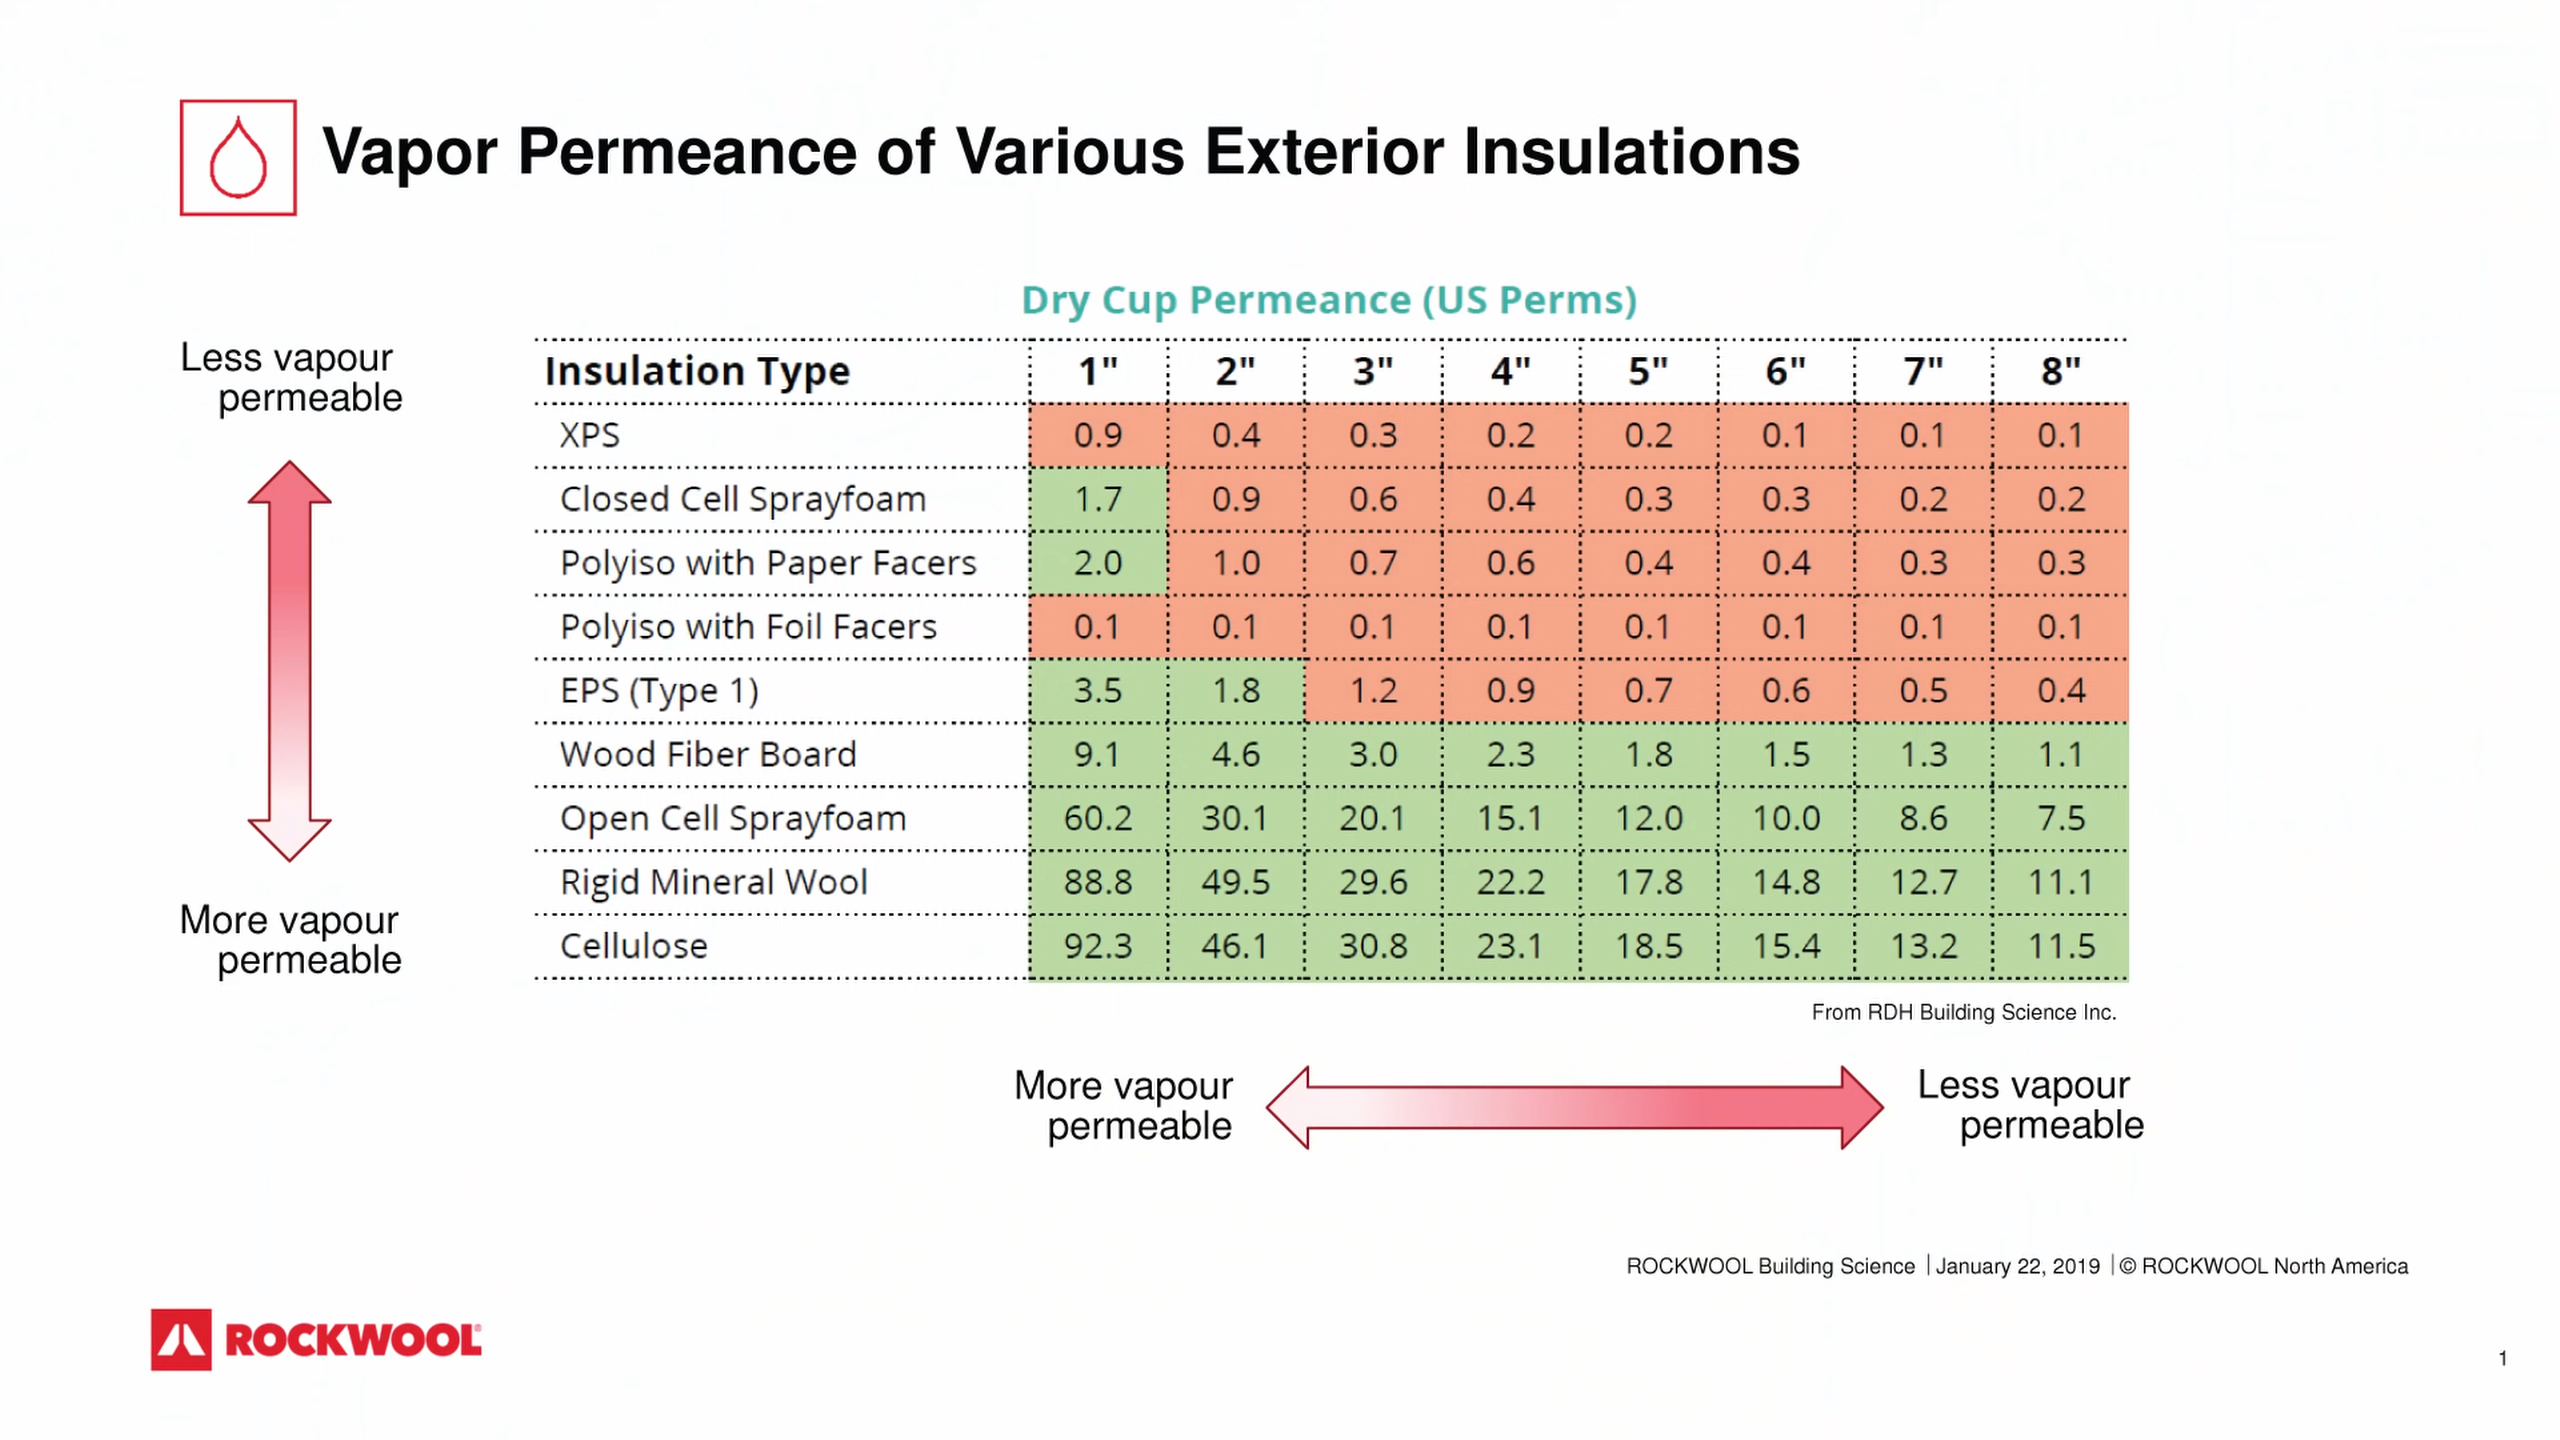 Vapor Permeance of Various Exterior Insulations
Dry Cup Permeance (US Perms)
Less vapour
permeable
More vapour
permeable
Insulation Type 1" 2" 3" 4" 5" 6" 7" 8"
XPS 0.9 0.4 0.3 0.2 0.2 0.1 0.1 0.1
Closed Cell Sprayfoam 1.7 0.9 0.6 0.4 0.3 0.3 0.2 0.2
Polyiso with Paper Facers 2.0 1.0 0.7 0.6 0.4 0.4 0.3 0.3
Polyiso with Foil Facers 0.1 0.1 0.1 0.1 0.1 0.1 0.1 0.1
EPS (Type 1) 3.5 1.8 1.2 0.9 0.7 0.6 0.5 0.4
Wood Fiber Board 9.1 4.6 3.0 2.3 1.8 1.5 1.3 1.1
Open Cell Sprayfoam 60.2 30.1 20.1 15.1 12.0 10.0 8.6 7.5
Rigid Mineral Wool 88.8 49.5 29.6 22.2 17.8 14.8 12.7 11.1
Cellulose 92.3 46.1 30.8 23.1 18.5 15.4 13.2 11.5
From RDH Building Science Inc.
More vapour
permeable
Less vapour
permeable
ROCKWOOL Building Science | January 22, 2019 | © ROCKWOOL North America
ROCKWOOL®
1